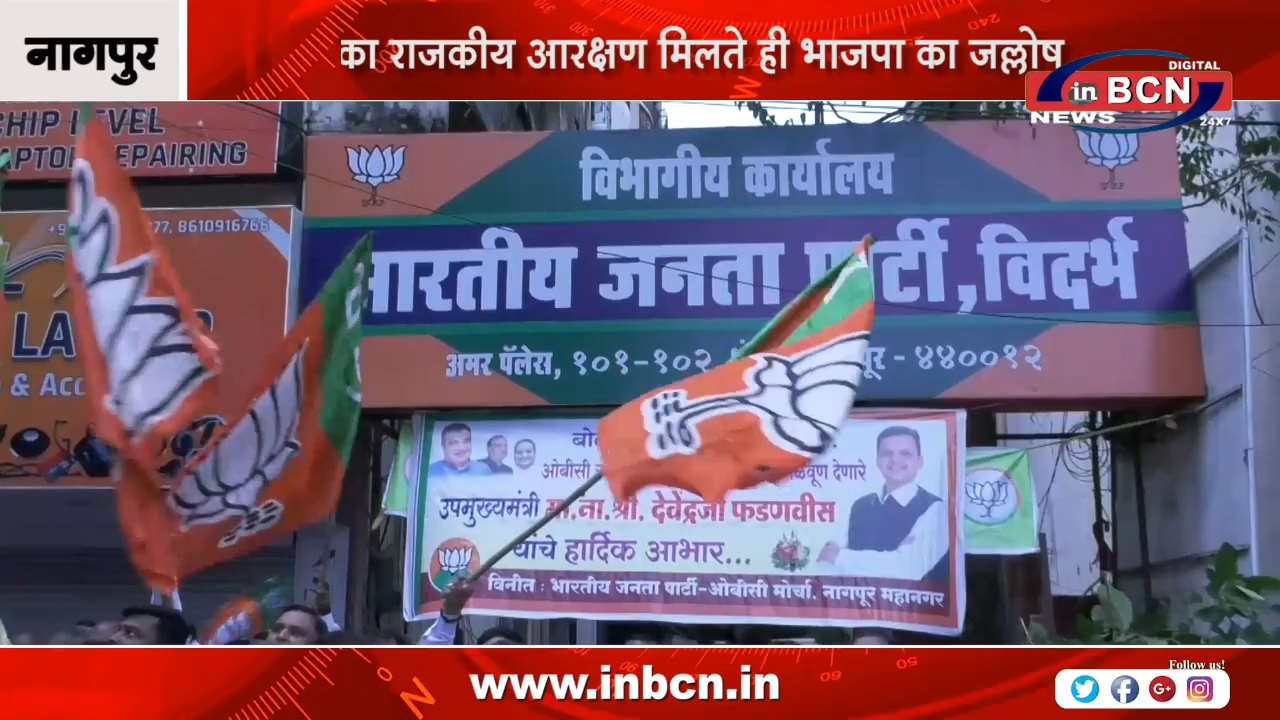 नागपुर
का राजकीय आरक्षण मिलते ही भाजपा का जल्लोष
DIGITAL
in BCN
NEWS
24X7
CHIP LEVEL
REPAIRING
77, 8610916766
LA
& Acc
विभागीय कार्यालय
भारतीय जनता पार्टी,विदर्भ
अमर पॅलेस, १०१-१०२
- ४४००१२
ओबीसी
देणारे
उपमुख्यमंत्री मा.ना.श्री. देवेंद्रजी फडणवीस
यांचे हार्दिक आभार...
विनीत : भारतीय जनता पार्टी-ओबीसी मोर्चा. नागपूर महानगर
www.inbcn.in
Follow us!